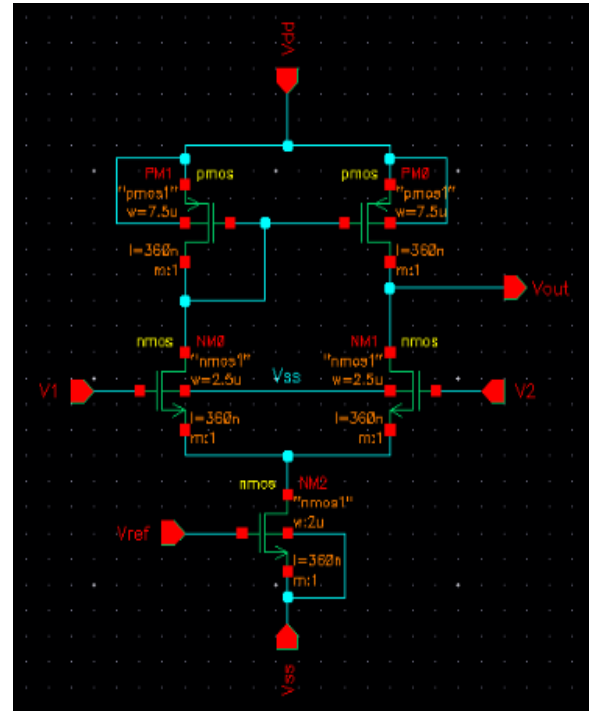 Vdd
PM1
pmos
pmos
PM0
"pmos1"
"pmos1"
w=7.5u
w=7.5u
l=360n
l=360n
m:1
m:1
Vout
nmos
NM0
NM1
nmos
"nmos1"
"nmos1"
V1
w=2.5u
Vss
w=2.5u
V2
l=360n
l=360n
m:1
m:1
nmos
NM2
"nmos1"
w:2u
Vref
l=360n
m:1
Vss